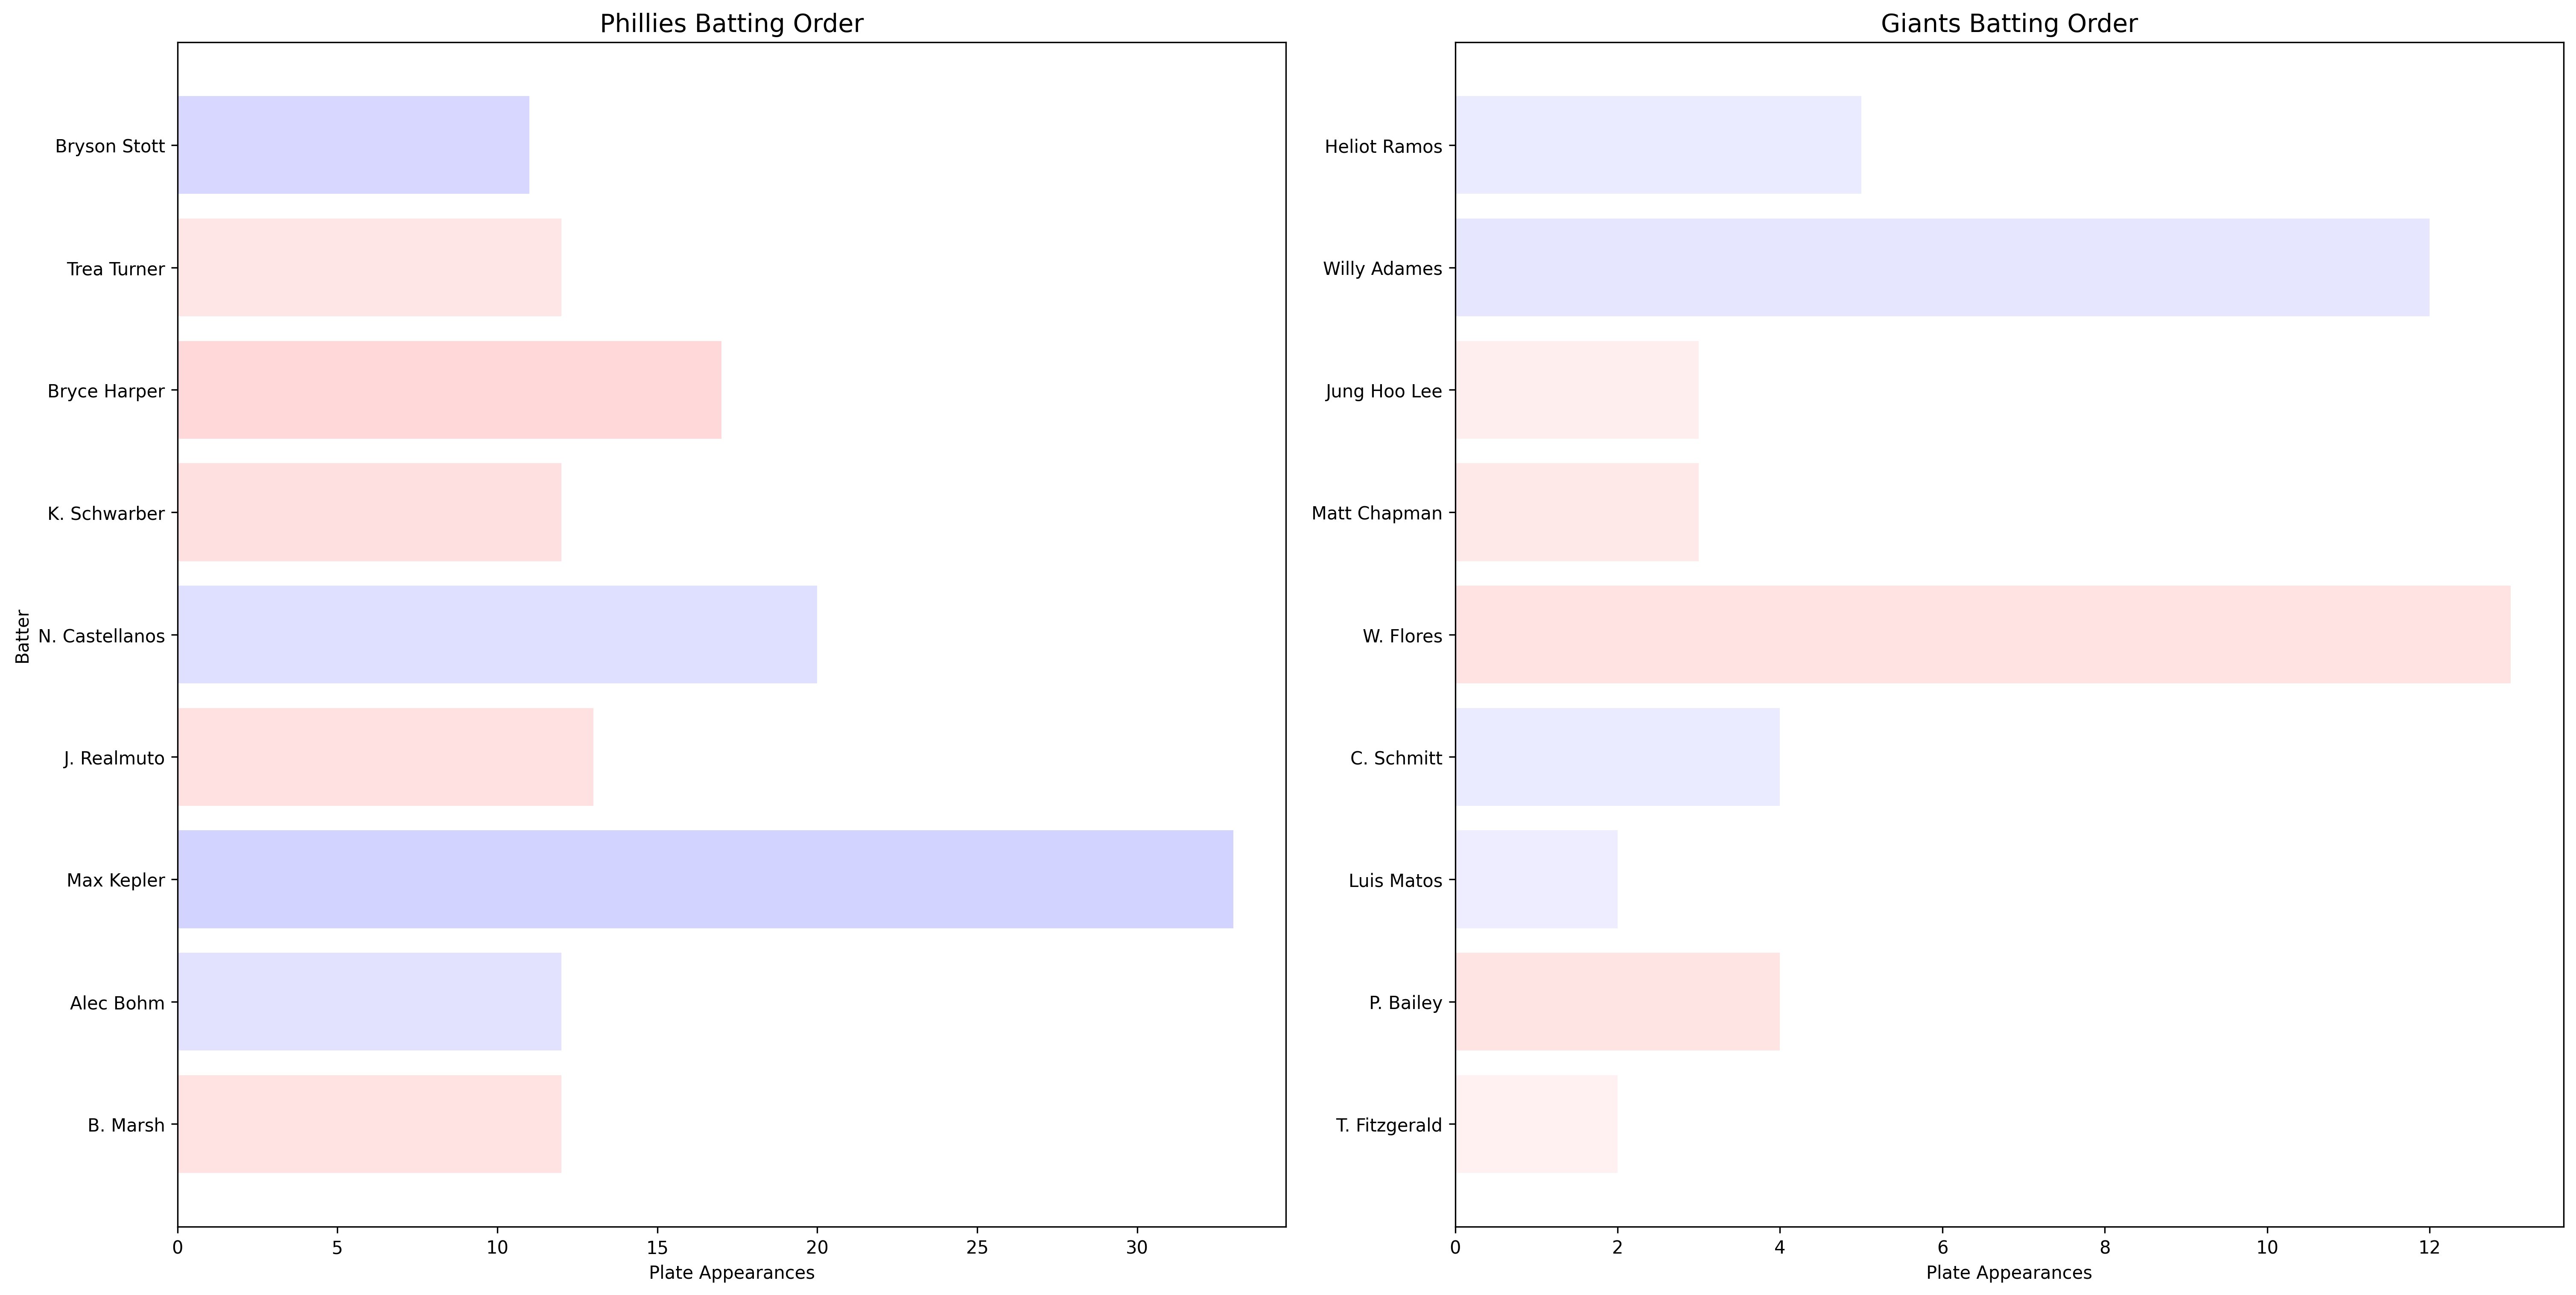 Phillies Batting Order
Batter
Bryson Stott
Trea Turner
Bryce Harper
K. Schwarber
N. Castellanos
J. Realmuto
Max Kepler
Alec Bohm
B. Marsh
0 5 10 15 20 25 30
Plate Appearances
Giants Batting Order
Heliot Ramos
Willy Adames
Jung Hoo Lee
Matt Chapman
W. Flores
C. Schmitt
Luis Matos
P. Bailey
T. Fitzgerald
0 2 4 6 8 10 12
Plate Appearances